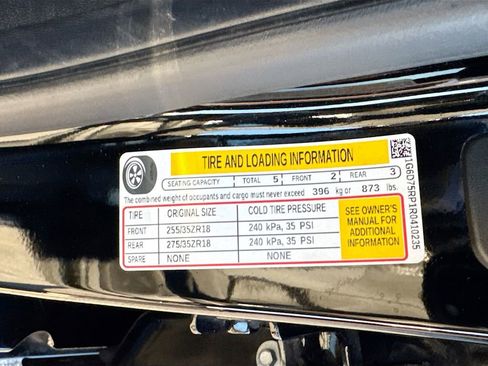 TIRE AND LOADING INFORMATION
SEATING CAPACITY TOTAL 5 FRONT 2 REAR 3
The combined weight of occupants and cargo must never exceed 396 kg or 873 lbs.
TIRE ORIGINAL SIZE COLD TIRE PRESSURE
FRONT 255/35ZR18 240 kPa, 35 PSI
REAR 275/35ZR18 240 kPa, 35 PSI
SPARE NONE NONE
SEE OWNER'S
MANUAL FOR
ADDITIONAL
INFORMATION
1G6D75RP1R0410235